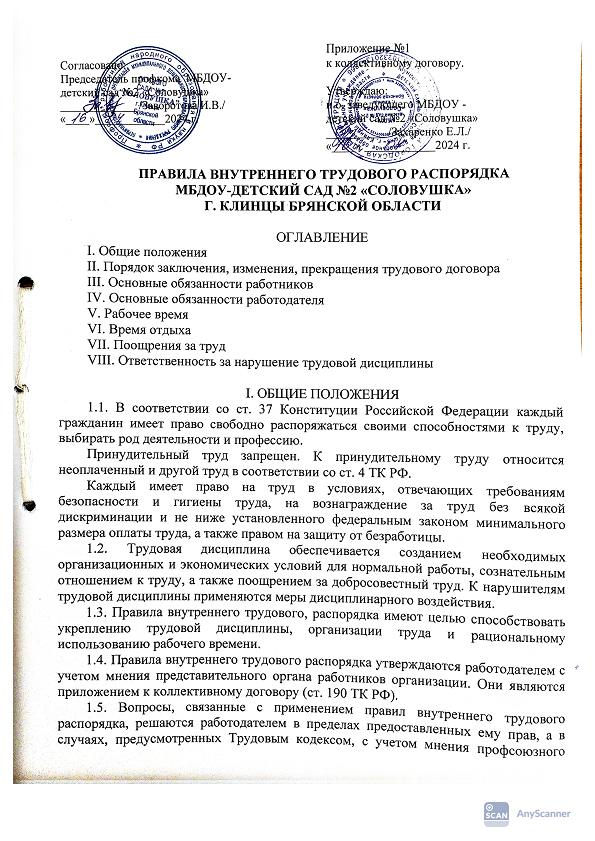 Согласовано:
Председатель профкома МБДОУ-
детский сад №2 «Соловушка»
/Заворотная И.В./
« 16 » 2024 г.
Приложение №1
к коллективному договору.
Утверждаю:
и.о. заведующего МБДОУ -
детский сад №2 «Соловушка»
/Захаренко Е.Л./
2024 г.
ПРАВИЛА ВНУТРЕННЕГО ТРУДОВОГО РАСПОРЯДКА
МБДОУ-ДЕТСКИЙ САД №2 «СОЛОВУШКА»
Г. КЛИНЦЫ БРЯНСКОЙ ОБЛАСТИ
ОГЛАВЛЕНИЕ
I. Общие положения
II. Порядок заключения, изменения, прекращения трудового договора
III. Основные обязанности работников
IV. Основные обязанности работодателя
V. Рабочее время
VI. Время отдыха
VII. Поощрения за труд
VIII. Ответственность за нарушение трудовой дисциплины
I. ОБЩИЕ ПОЛОЖЕНИЯ
1.1. В соответствии со ст. 37 Конституции Российской Федерации каждый
гражданин имеет право свободно распоряжаться своими способностями к труду,
выбирать род деятельности и профессию.
Принудительный труд запрещен. К принудительному труду относится
неоплаченный и другой труд в соответствии со ст. 4 ТК РФ.
Каждый имеет право на труд в условиях, отвечающих требованиям
безопасности и гигиены труда, на вознаграждение за труд без всякой
дискриминации и не ниже установленного федеральным законом минимального
размера оплаты труда, а также правом на защиту от безработицы.
1.2. Трудовая дисциплина обеспечивается созданием необходимых
организационных и экономических условий для нормальной работы, сознательным
отношением к труду, а также поощрением за добросовестный труд. К нарушителям
трудовой дисциплины применяются меры дисциплинарного воздействия.
1.3. Правила внутреннего трудового, распорядка имеют целью способствовать
укреплению трудовой дисциплины, организации труда и рациональному
использованию рабочего времени.
1.4. Правила внутреннего трудового распорядка утверждаются работодателем с
учетом мнения представительного органа работников организации. Они являются
приложением к коллективному договору (ст. 190 ТК РФ).
1.5. Вопросы, связанные с применением правил внутреннего трудового
распорядка, решаются работодателем в пределах предоставленных ему прав, а в
случаях, предусмотренных Трудовым кодексом, с учетом мнения профсоюзного
SCAN AnyScanner